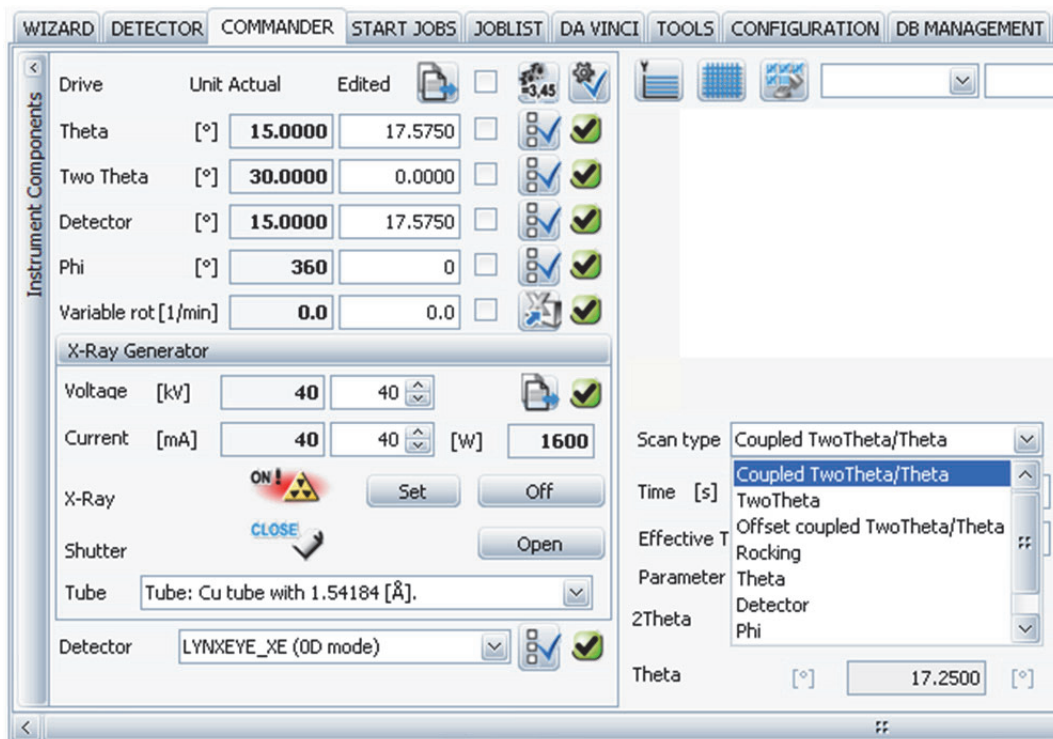 WIZARD DETECTOR COMMANDER START JOBS JOBLIST DA VINCI TOOLS CONFIGURATION DB MANAGEMENT
Instrument Components
Drive Unit Actual Edited =3,45
Theta [°] 15.0000 17.5750
Two Theta [°] 30.0000 0.0000
Detector [°] 15.0000 17.5750
Phi [°] 360 0
Variable rot [1/min] 0.0 0.0
X-Ray Generator
Voltage [kV] 40 40
Current [mA] 40 40 [W] 1600
X-Ray ON! Set Off
Shutter CLOSE Open
Tube Tube: Cu tube with 1.54184 [Å].
Detector LYNXEYE_XE (0D mode)
Y
Scan type Coupled TwoTheta/Theta
Coupled TwoTheta/Theta
Time [s] TwoTheta
Offset coupled TwoTheta/Theta
Effective T Rocking
Parameter Theta
Detector
2Theta Phi
Theta [°] 17.2500 [°]